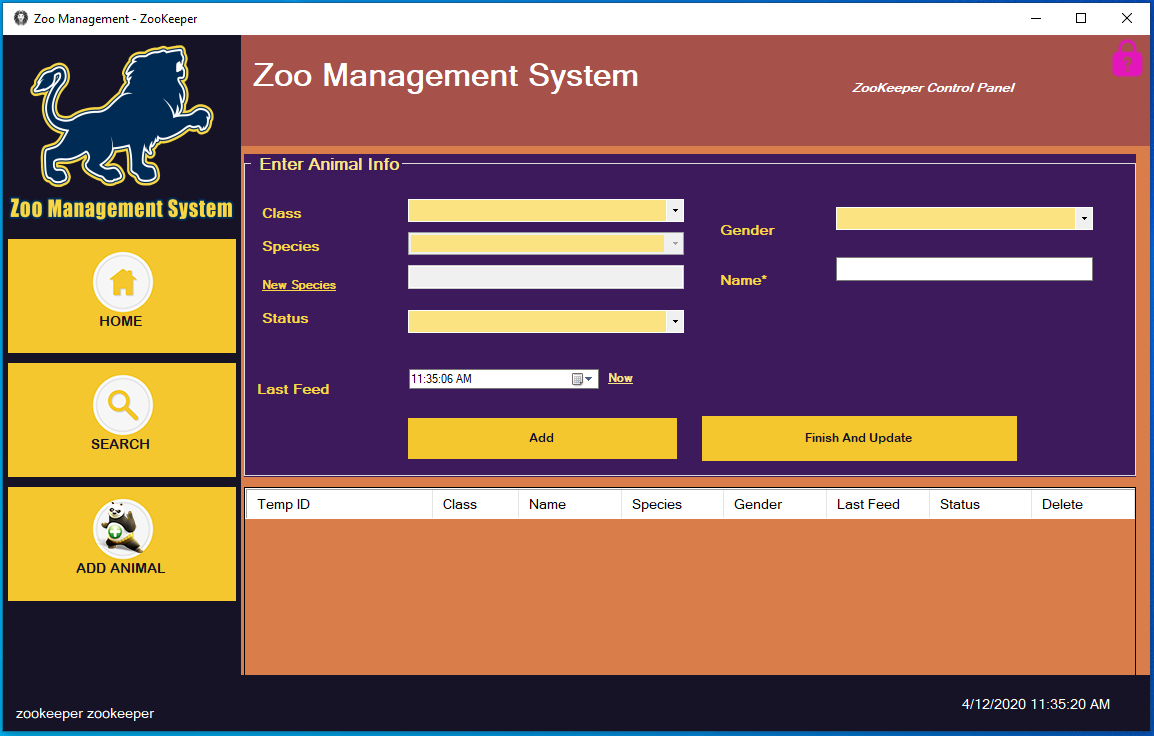 Zoo Management - ZooKeeper
Zoo Management System
ZooKeeper Control Panel
?
Zoo Management System
HOME
SEARCH
ADD ANIMAL
Enter Animal Info
Class
Gender
Species
New Species
Name*
Status
Last Feed
11:35:06 AM
Now
Add
Finish And Update
Temp ID Class Name Species Gender Last Feed Status Delete
zookeeper zookeeper
4/12/2020 11:35:20 AM